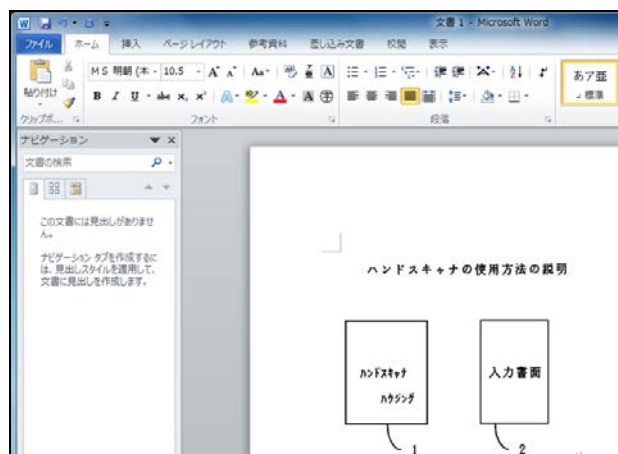 文書 1 - Microsoft Word
ファイル ホーム 挿入 ページ レイアウト 参考資料 差し込み文書 校閲 表示
MS 明朝 (本 10.5
貼り付け
B I U abc
あア亜
標準
クリップボ... フォント 段落
ナビゲーション
文書の検索
この文書には見出しがありませ
ん。
ナビゲーション タブを作成するに
は、見出しスタイルを適用して、
文書に見出しを作成します。
ハンドスキャナの使用方法の説明
ハンドスキャナ
ハウジング
入力書面
1 2